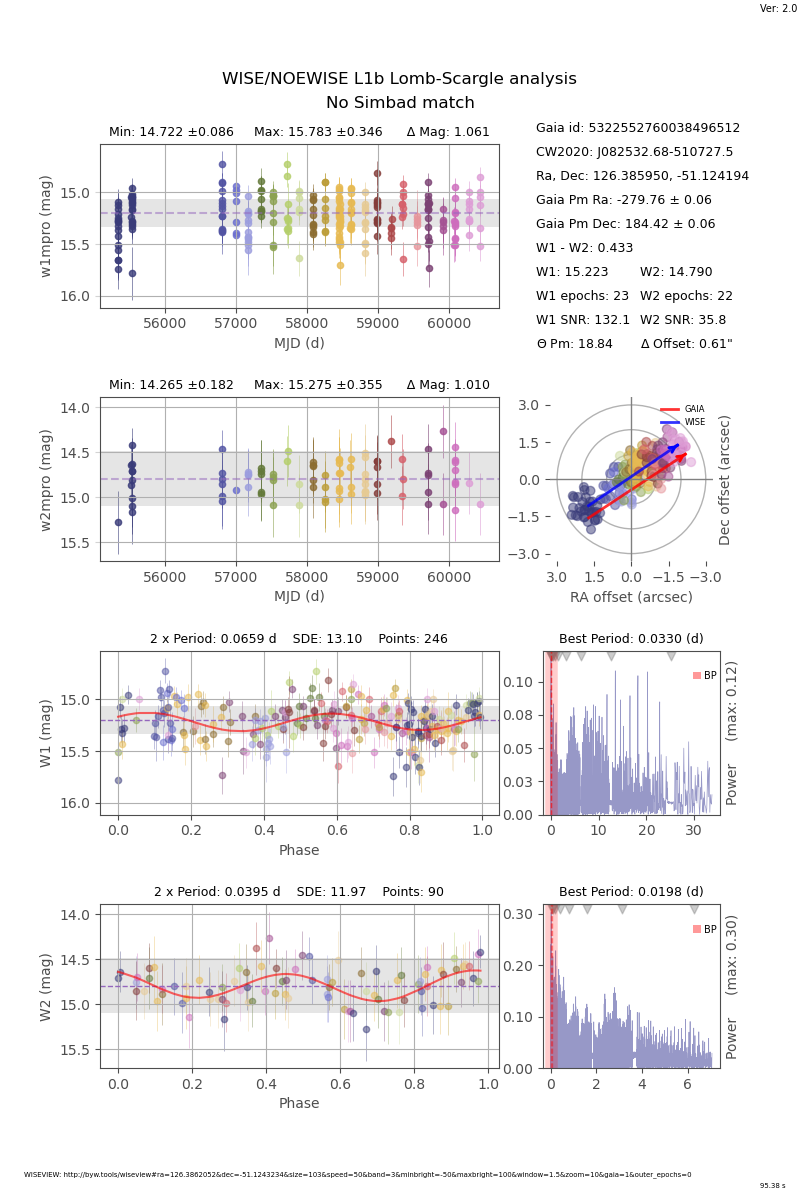 Ver: 2.0
WISE/NOEWISE L1b Lomb-Scargle analysis
No Simbad match
Min: 14.722 ±0.086 Max: 15.783 ±0.346 Δ Mag: 1.061
15.0
15.5
16.0
w1mpro (mag)
56000 57000 58000 59000 60000
MJD (d)
Gaia id: 5322552760038496512
CW2020: J082532.68-510727.5
Ra, Dec: 126.385950, -51.124194
Gaia Pm Ra: -279.76 ± 0.06
Gaia Pm Dec: 184.42 ± 0.06
W1 - W2: 0.433
W1: 15.223 W2: 14.790
W1 epochs: 23 W2 epochs: 22
W1 SNR: 132.1 W2 SNR: 35.8
Θ Pm: 18.84 Δ Offset: 0.61"
Min: 14.265 ±0.182 Max: 15.275 ±0.355 Δ Mag: 1.010
14.0
14.5
15.0
15.5
w2mpro (mag)
56000 57000 58000 59000 60000
MJD (d)
GAIA
WISE
3.0
1.5
0.0
−1.5
−3.0
Dec offset (arcsec)
3.0 1.5 0.0 −1.5 −3.0
RA offset (arcsec)
2 x Period: 0.0659 d SDE: 13.10 Points: 246
15.0
15.5
16.0
W1 (mag)
0.0 0.2 0.4 0.6 0.8 1.0
Phase
Best Period: 0.0330 (d)
BP
0.10
0.08
0.05
0.03
0.00
Power (max: 0.12)
0 10 20 30
2 x Period: 0.0395 d SDE: 11.97 Points: 90
14.0
14.5
15.0
15.5
W2 (mag)
0.0 0.2 0.4 0.6 0.8 1.0
Phase
Best Period: 0.0198 (d)
BP
0.30
0.20
0.10
0.00
Power (max: 0.30)
0 2 4 6
WISEVIEW: http://byw.tools/wiseview#ra=126.3862052&dec=-51.1243234&size=103&speed=50&band=3&minbright=-50&maxbright=100&window=1.5&zoom=10&gaia=1&outer_epochs=0
95.38 s